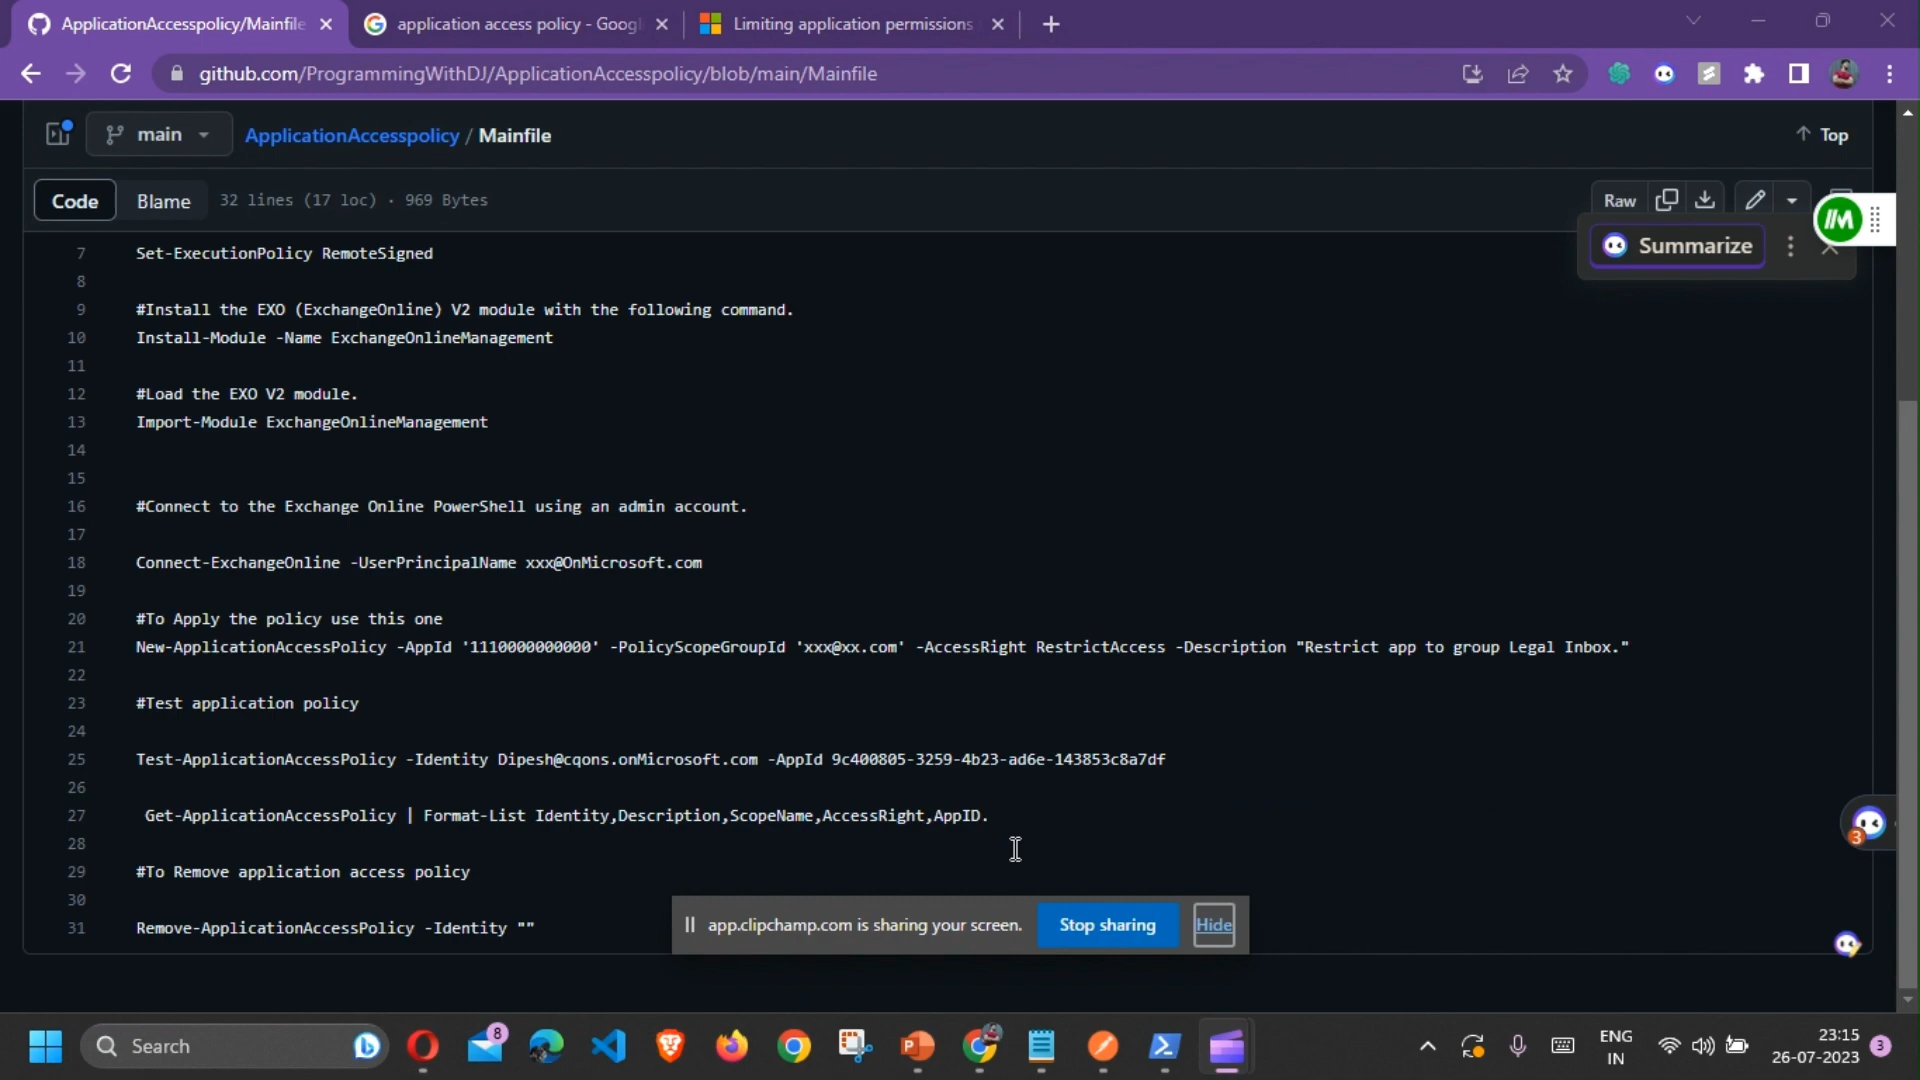 ApplicationAccesspolicy/Mainfile
application access policy - Goog
Limiting application permissions
github.com/ProgrammingWithDJ/ApplicationAccesspolicy/blob/main/Mainfile
main
ApplicationAccesspolicy / Mainfile
Top
Code
Blame
32 lines (17 loc) · 969 Bytes
Raw
Summarize
7 Set-ExecutionPolicy RemoteSigned
8
9 #Install the EXO (ExchangeOnline) V2 module with the following command.
10 Install-Module -Name ExchangeOnlineManagement
11
12 #Load the EXO V2 module.
13 Import-Module ExchangeOnlineManagement
14
15
16 #Connect to the Exchange Online PowerShell using an admin account.
17
18 Connect-ExchangeOnline -UserPrincipalName xxx@OnMicrosoft.com
19
20 #To Apply the policy use this one
21 New-ApplicationAccessPolicy -AppId '1110000000000' -PolicyScopeGroupId 'xxx@xx.com' -AccessRight RestrictAccess -Description "Restrict app to group Legal Inbox."
22
23 #Test application policy
24
25 Test-ApplicationAccessPolicy -Identity Dipesh@cqons.onMicrosoft.com -AppId 9c400805-3259-4b23-ad6e-143853c8a7df
26
27 Get-ApplicationAccessPolicy | Format-List Identity,Description,ScopeName,AccessRight,AppID.
28
29 #To Remove application access policy
30
31 Remove-ApplicationAccessPolicy -Identity ""
3
app.clipchamp.com is sharing your screen.
Stop sharing
Hide
Search
8
ENG
IN
23:15
26-07-2023
3